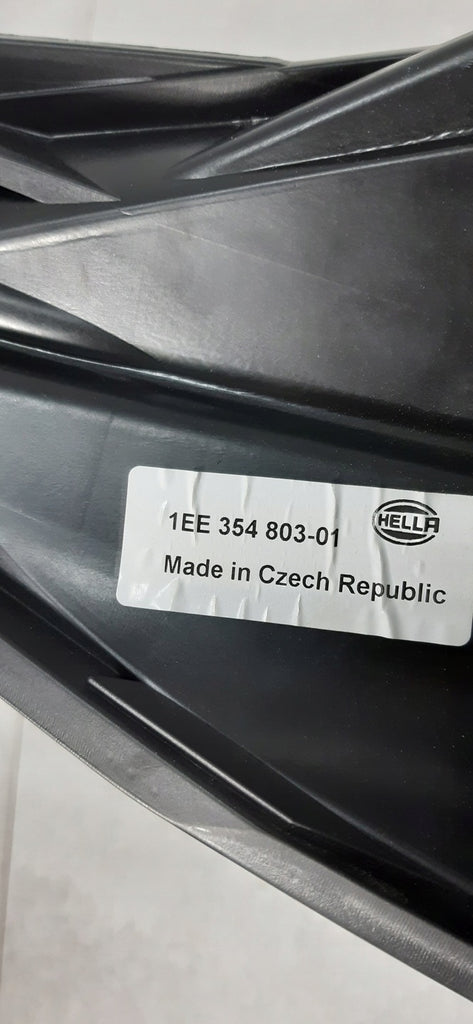 HELLA
1EE 354 803-01
Made in Czech Republic